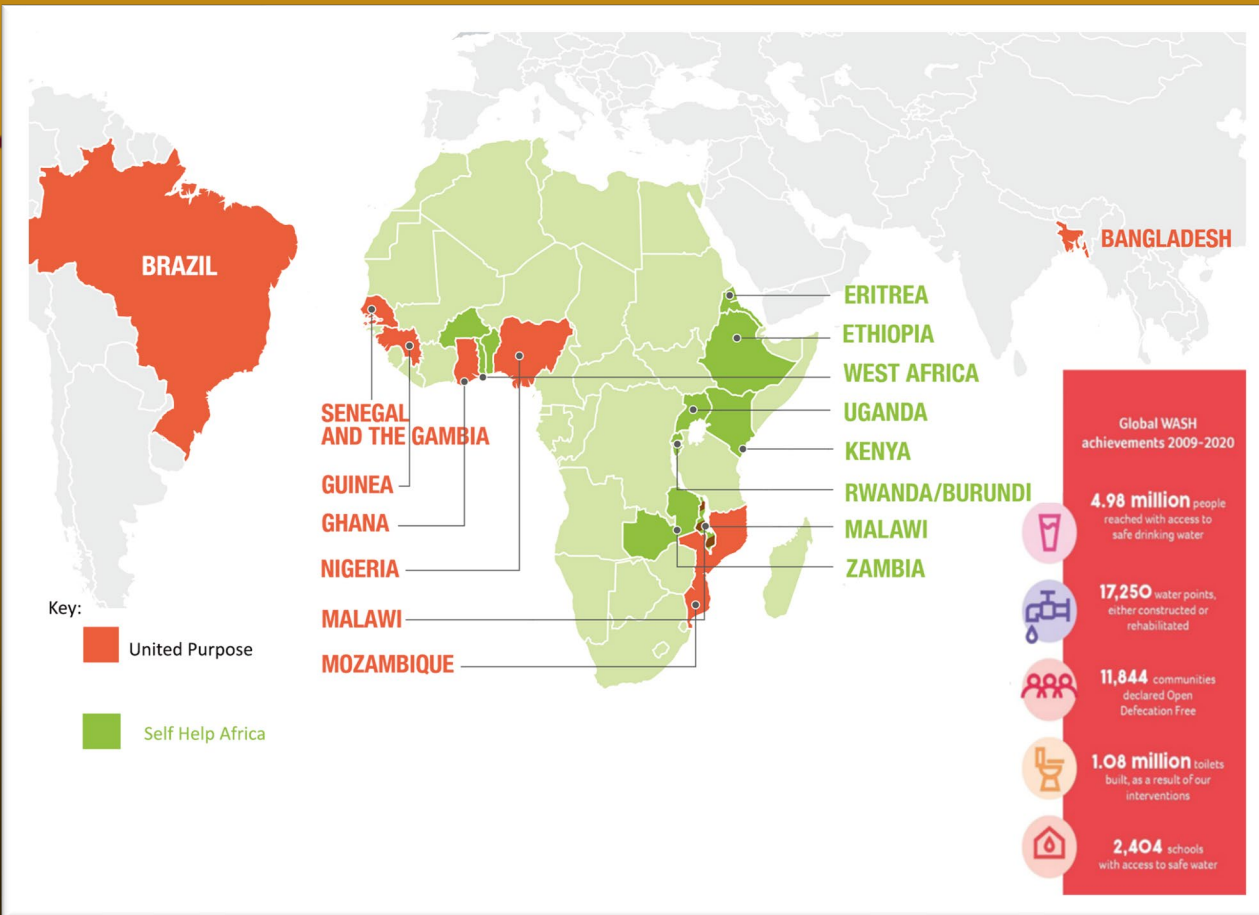 BRAZIL
BANGLADESH
SENEGAL
AND THE GAMBIA
GUINEA
GHANA
NIGERIA
MALAWI
MOZAMBIQUE
ERITREA
ETHIOPIA
WEST AFRICA
UGANDA
KENYA
RWANDA/BURUNDI
MALAWI
ZAMBIA
Key:
United Purpose
Self Help Africa
Global WASH
achievements 2009-2020
4.98 million people
reached with access to
safe drinking water
17,250 water points,
either constructed or
rehabilitated
11,844 communities
declared Open
Defecation Free
1.08 million toilets
built, as a result of our
interventions
2,404 schools
with access to safe water